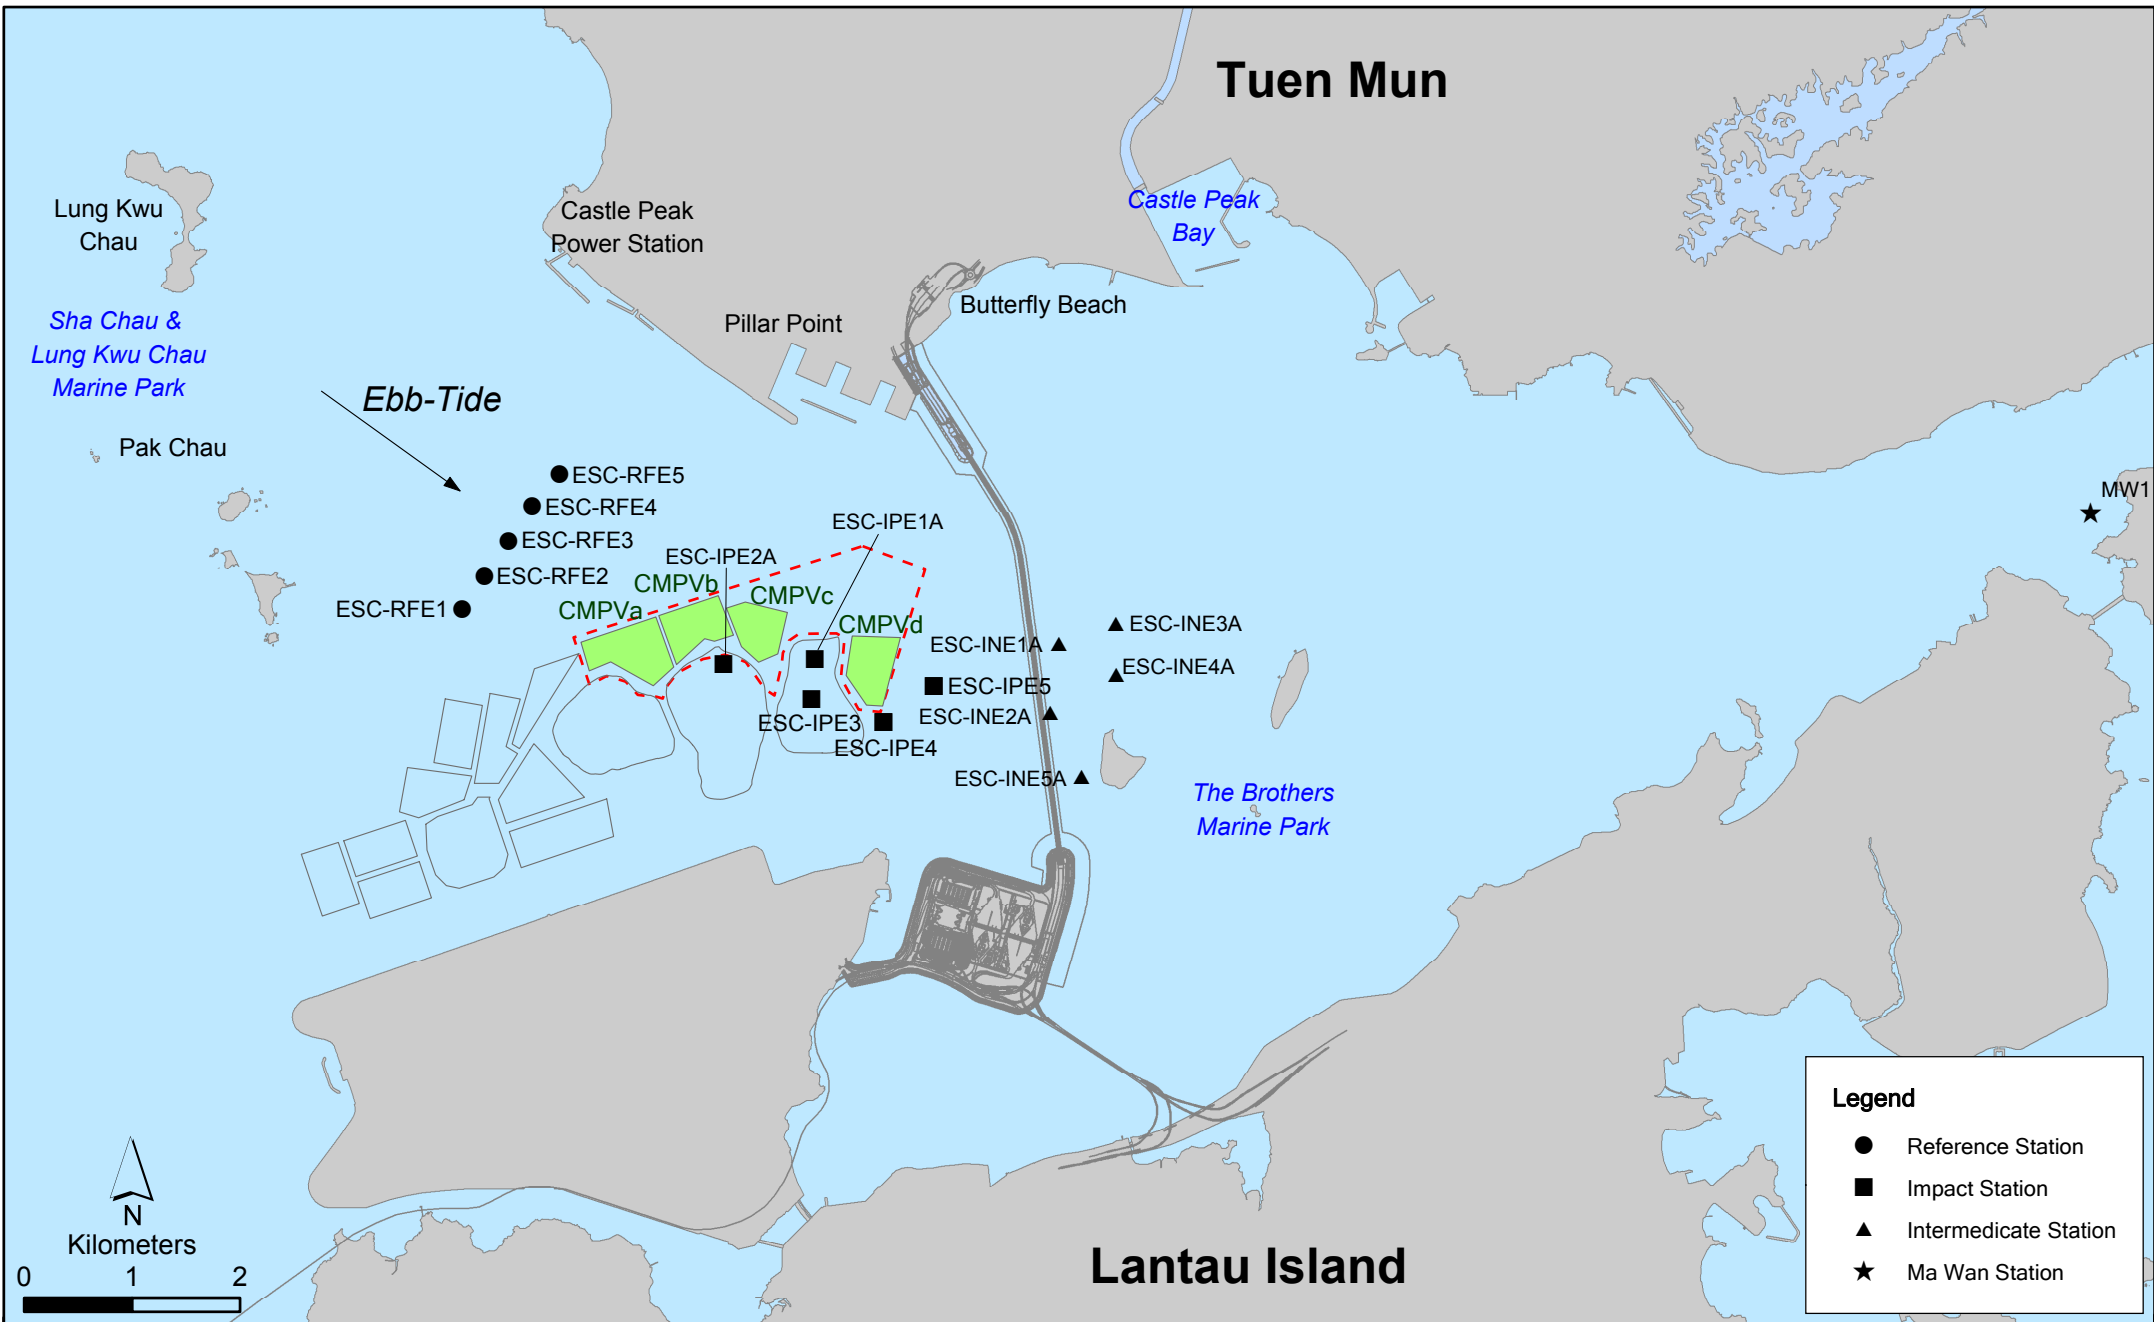 Tuen Mun
Castle Peak
Bay
Lung Kwu
Chau
Castle Peak
Power Station
Butterfly Beach
Pillar Point
Sha Chau &
Lung Kwu Chau
Marine Park
Ebb-Tide
Pak Chau
ESC-RFE5
ESC-RFE4
ESC-RFE3
ESC-RFE2
ESC-RFE1
MW1
ESC-IPE1A
ESC-IPE2A
CMPVb
CMPVa
CMPVc
CMPVd
ESC-INE3A
ESC-INE1A
ESC-INE4A
ESC-IPE5
ESC-INE2A
ESC-IPE3
ESC-IPE4
ESC-INE5A
The Brothers
Marine Park
Lantau Island
N
Kilometers
0 1 2
Legend
Reference Station
Impact Station
Intermedicate Station
Ma Wan Station